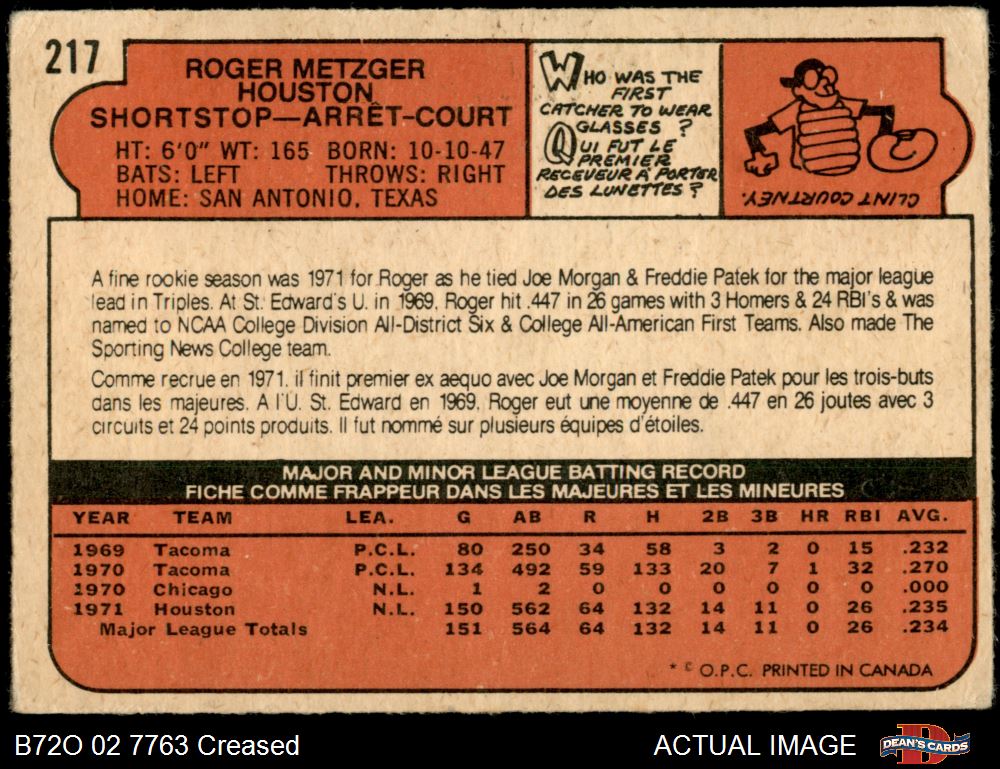 217
ROGER METZGER
HOUSTON
SHORTSTOP—ARRÊT-COURT
HT: 6'0" WT: 165 BORN: 10-10-47
BATS: LEFT THROWS: RIGHT
HOME: SAN ANTONIO, TEXAS
WHO WAS THE
FIRST
CATCHER TO WEAR
GLASSES ?
QUI FUT LE
PREMIER
RECEVEUR À PORTER
DES LUNETTES ?
CLINT COURTNEY.
A fine rookie season was 1971 for Roger as he tied Joe Morgan & Freddie Patek for the major league
lead in Triples. At St. Edward's U. in 1969, Roger hit .447 in 26 games with 3 Homers & 24 RBI's & was
named to NCAA College Division All-District Six & College All-American First Teams. Also made The
Sporting News College team.
Comme recrue en 1971, il finit premier ex aequo avec Joe Morgan et Freddie Patek pour les trois-buts
dans les majeures. A l'U. St. Edward en 1969, Roger eut une moyenne de .447 en 26 joutes avec 3
circuits et 24 points produits. Il fut nommé sur plusieurs équipes d'étoiles.
MAJOR AND MINOR LEAGUE BATTING RECORD
FICHE COMME FRAPPEUR DANS LES MAJEURES ET LES MINEURES
YEAR TEAM LEA. G AB R H 2B 3B HR RBI AVG.
1969 Tacoma P.C.L. 80 250 34 58 3 2 0 15 .232
1970 Tacoma P.C.L. 134 492 59 133 20 7 1 32 .270
1970 Chicago N.L. 1 2 0 0 0 0 0 0 .000
1971 Houston N.L. 150 562 64 132 14 11 0 26 .235
Major League Totals 151 564 64 132 14 11 0 26 .234
* © O.P.C. PRINTED IN CANADA
B72O 02 7763 Creased
ACTUAL IMAGE
DEAN'S CARDS